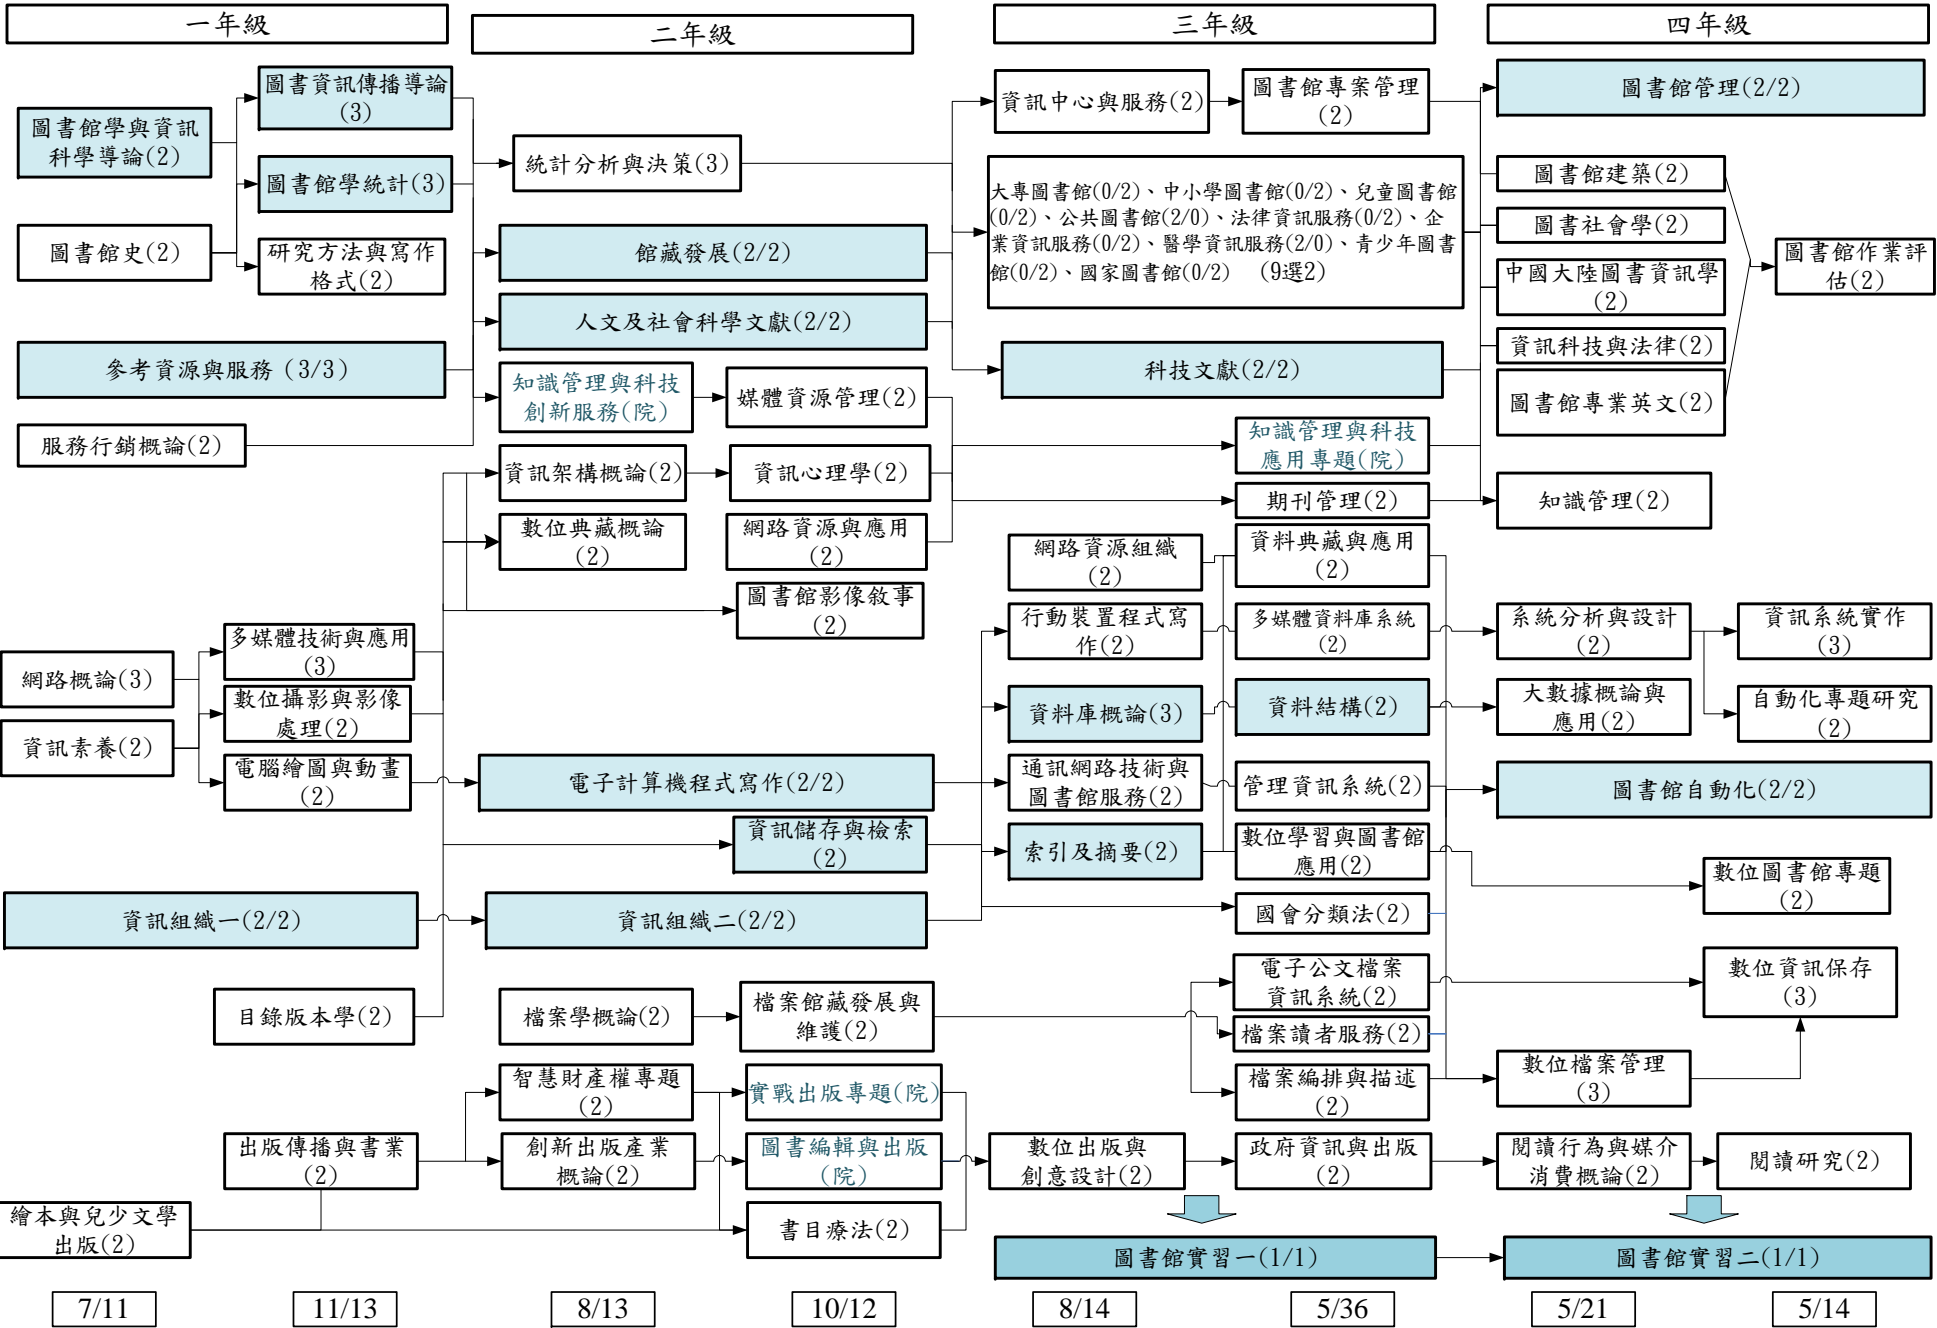 一年級
二年級
三年級
四年級
圖書館學與資訊
科學導論(2)
圖書館史(2)
參考資源與服務 (3/3)
服務行銷概論(2)
網路概論(3)
資訊素養(2)
資訊組織一(2/2)
繪本與兒少文學
出版(2)
圖書資訊傳播導論
(3)
圖書館學統計(3)
研究方法與寫作
格式(2)
多媒體技術與應用
(3)
數位攝影與影像
處理(2)
電腦繪圖與動畫
(2)
目錄版本學(2)
出版傳播與書業
(2)
統計分析與決策(3)
館藏發展(2/2)
人文及社會科學文獻(2/2)
知識管理與科技
創新服務(院)
媒體資源管理(2)
資訊架構概論(2)
資訊心理學(2)
數位典藏概論
(2)
網路資源與應用
(2)
圖書館影像敘事
(2)
電子計算機程式寫作(2/2)
資訊儲存與檢索
(2)
資訊組織二(2/2)
檔案學概論(2)
檔案館藏發展與
維護(2)
智慧財產權專題
(2)
實戰出版專題(院)
創新出版產業
概論(2)
圖書編輯與出版
(院)
書目療法(2)
資訊中心與服務(2)
圖書館專案管理
(2)
大專圖書館(0/2)、中小學圖書館(0/2)、兒童圖書館
(0/2)、公共圖書館(2/0)、法律資訊服務(0/2)、企
業資訊服務(0/2)、醫學資訊服務(2/0)、青少年圖書
館(0/2)、國家圖書館(0/2) (9選2)
科技文獻(2/2)
知識管理與科技
應用專題(院)
期刊管理(2)
網路資源組織
(2)
資料典藏與應用
(2)
行動裝置程式寫
作(2)
多媒體資料庫系統
(2)
資料庫概論(3)
資料結構(2)
通訊網路技術與
圖書館服務(2)
管理資訊系統(2)
索引及摘要(2)
數位學習與圖書館
應用(2)
國會分類法(2)
電子公文檔案
資訊系統(2)
檔案讀者服務(2)
檔案編排與描述
(2)
數位出版與
創意設計(2)
政府資訊與出版
(2)
圖書館實習一(1/1)
圖書館管理(2/2)
圖書館建築(2)
圖書社會學(2)
中國大陸圖書資訊學
(2)
資訊科技與法律(2)
圖書館專業英文(2)
圖書館作業評
估(2)
知識管理(2)
系統分析與設計
(2)
資訊系統實作
(3)
大數據概論與
應用(2)
自動化專題研究
(2)
圖書館自動化(2/2)
數位圖書館專題
(2)
數位資訊保存
(3)
數位檔案管理
(3)
閱讀行為與媒介
消費概論(2)
閱讀研究(2)
圖書館實習二(1/1)
7/11
11/13
8/13
10/12
8/14
5/36
5/21
5/14